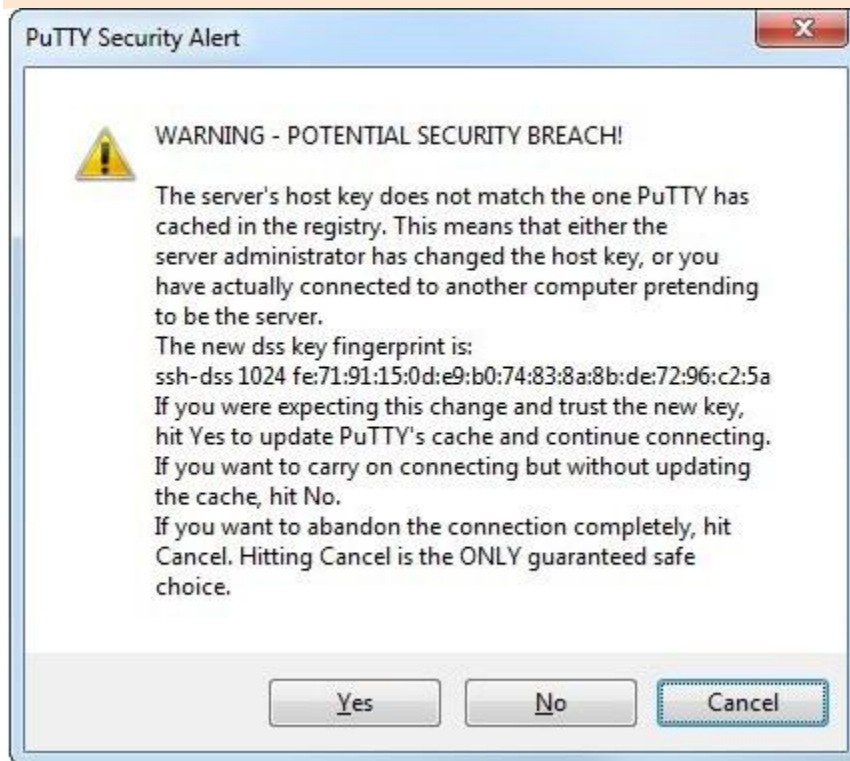 PuTTY Security Alert
WARNING - POTENTIAL SECURITY BREACH!
The server's host key does not match the one PuTTY has
cached in the registry. This means that either the
server administrator has changed the host key, or you
have actually connected to another computer pretending
to be the server.
The new dss key fingerprint is:
ssh-dss 1024 fe:71:91:15:0d:e9:b0:74:83:8a:8b:de:72:96:c2:5a
If you were expecting this change and trust the new key,
hit Yes to update PuTTY's cache and continue connecting.
If you want to carry on connecting but without updating
the cache, hit No.
If you want to abandon the connection completely, hit
Cancel. Hitting Cancel is the ONLY guaranteed safe
choice.
Yes No Cancel